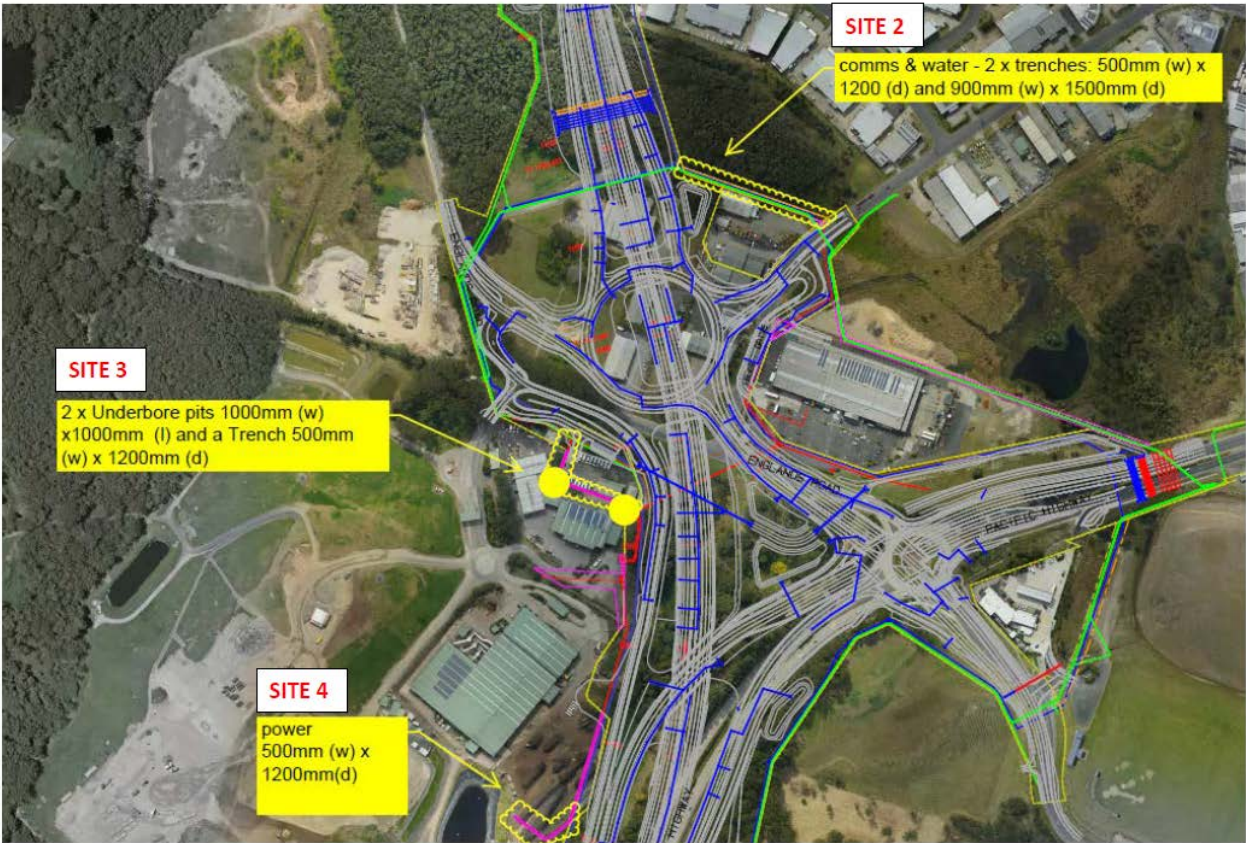 SITE 2
comms & water - 2 x trenches: 500mm (w) x
1200 (d) and 900mm (w) x 1500mm (d)
SITE 3
2 x Underbore pits 1000mm (w)
x1000mm (l) and a Trench 500mm
(w) x 1200mm (d)
ENGLANDS ROAD
PACIFIC HIGHWAY
SITE 4
power
500mm (w) x
1200mm(d)
HIGHWAY